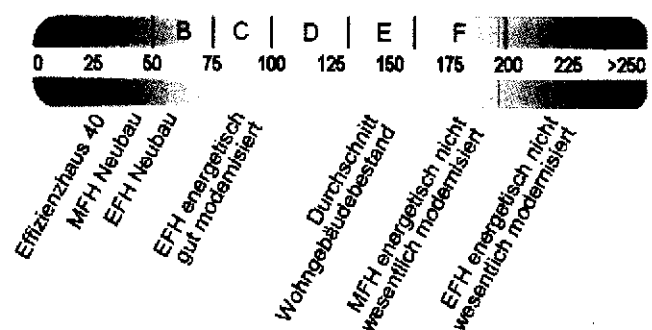 B C D E F
0 25 50 75 100 125 150 175 200 225 >250
Effizienzhaus 40
MFH Neubau
EFH Neubau
EFH energetisch
gut modernisiert
Durchschnitt
Wohngebäudebestand
MFH energetisch nicht
wesentlich modernisiert
EFH energetisch nicht
wesentlich modernisiert